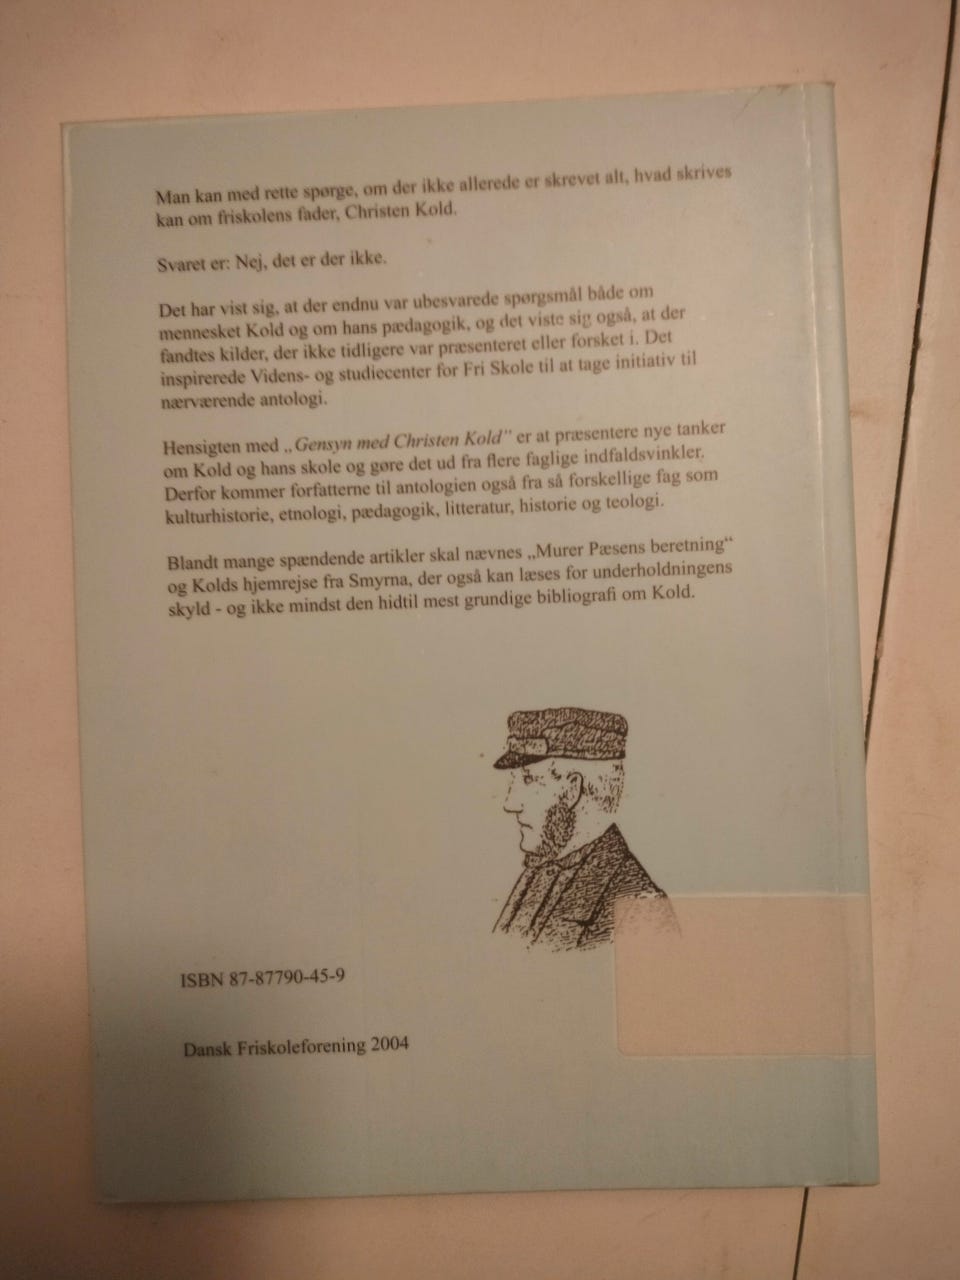 Man kan med rette spørge, om der ikke allerede er skrevet alt, hvad skrives
kan om friskolens fader, Christen Kold.
Svaret er: Nej, det er der ikke.
Det har vist sig, at der endnu var ubesvarede spørgsmål både om
mennesket Kold og om hans pædagogik, og det viste sig også, at der
fandtes kilder, der ikke tidligere var præsenteret eller forsket i. Det
inspirerede Videns- og studiecenter for Fri Skole til at tage initiativ til
nærværende antologi.
Hensigten med „Gensyn med Christen Kold" er at præsentere nye tanker
om Kold og hans skole og gøre det ud fra flere faglige indfaldsvinkler.
Derfor kommer forfatterne til antologien også fra så forskellige fag som
kulturhistorie, etnologi, pædagogik, litteratur, historie og teologi.
Blandt mange spændende artikler skal nævnes „Murer Pæsens beretning“
og Kolds hjemrejse fra Smyrna, der også kan læses for underholdningens
skyld - og ikke mindst den hidtil mest grundige bibliografi om Kold.
ISBN 87-87790-45-9
Dansk Friskoleforening 2004